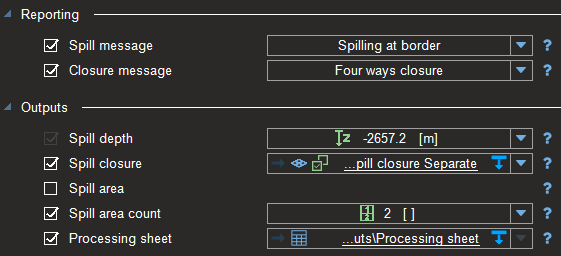 Reporting
Spill message Spilling at border ?
Closure message Four ways closure ?
Outputs
Spill depth -2657.2 [m] ?
Spill closure ...pill closure Separate ?
Spill area ?
Spill area count 2 [ ] ?
Processing sheet ...uts\Processing sheet ?